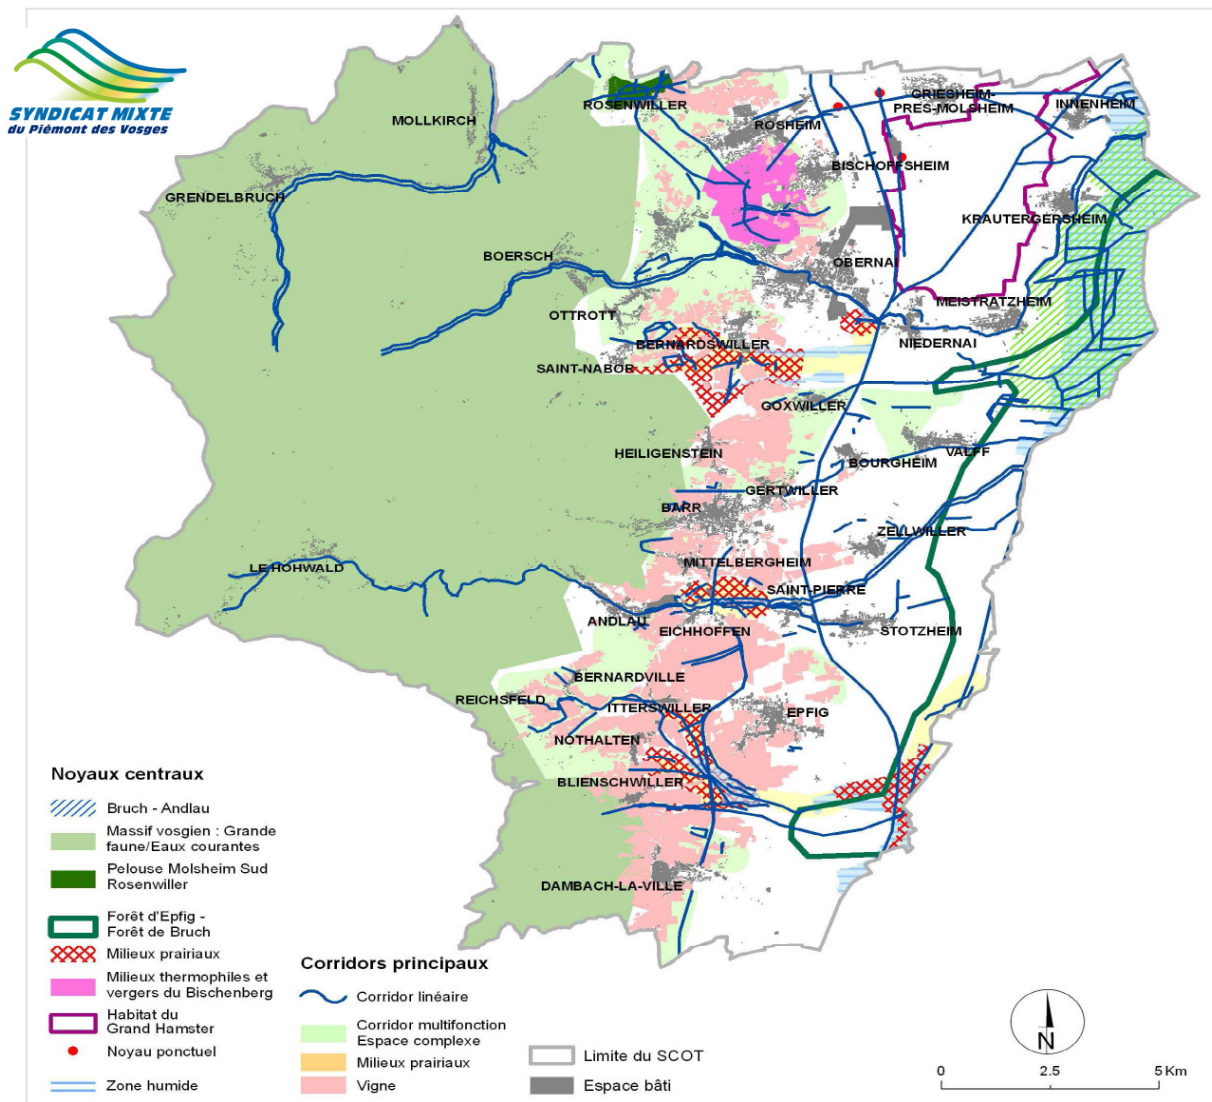 SYNDICAT MIXTE
du Piémont des Vosges
ROSENWILLER
GRIESHEIM-
PRES-MOLSHEIM
INNENHEIM
MOLLKIRCH
ROSHEIM
BISCHOFFSHEIM
GRENDELBRUCH
KRAUTERGERSHEIM
BOERSCH
OBERNAI
MEISTRATZHEIM
OTTROTT
BERNARDSWILLER
NIEDERNAI
SAINT-NABOR
GOXWILLER
HEILIGENSTEIN
VALFF
BOURGHEIM
GERTWILLER
BARR
ZELLWILLER
MITTELBERGHEIM
LE HOHWALD
SAINT-PIERRE
ANDLAU
EICHHOFFEN
STOTZHEIM
BERNARDVILLE
REICHSFELD
ITTERSWILLER
EPFIG
NOTHALTEN
BLIENSCHWILLER
DAMBACH-LA-VILLE
Noyaux centraux
Bruch - Andlau
Massif vosgien : Grande
faune/Eaux courantes
Pelouse Molsheim Sud
Rosenwiller
Forêt d'Epfig -
Forêt de Bruch
Milieux prairiaux
Milieux thermophiles et
vergers du Bischenberg
Habitat du
Grand Hamster
Noyau ponctuel
Zone humide
Corridors principaux
Corridor linéaire
Corridor multifonction
Espace complexe
Milieux prairiaux
Vigne
Limite du SCOT
Espace bâti
N
0 2.5 5 Km